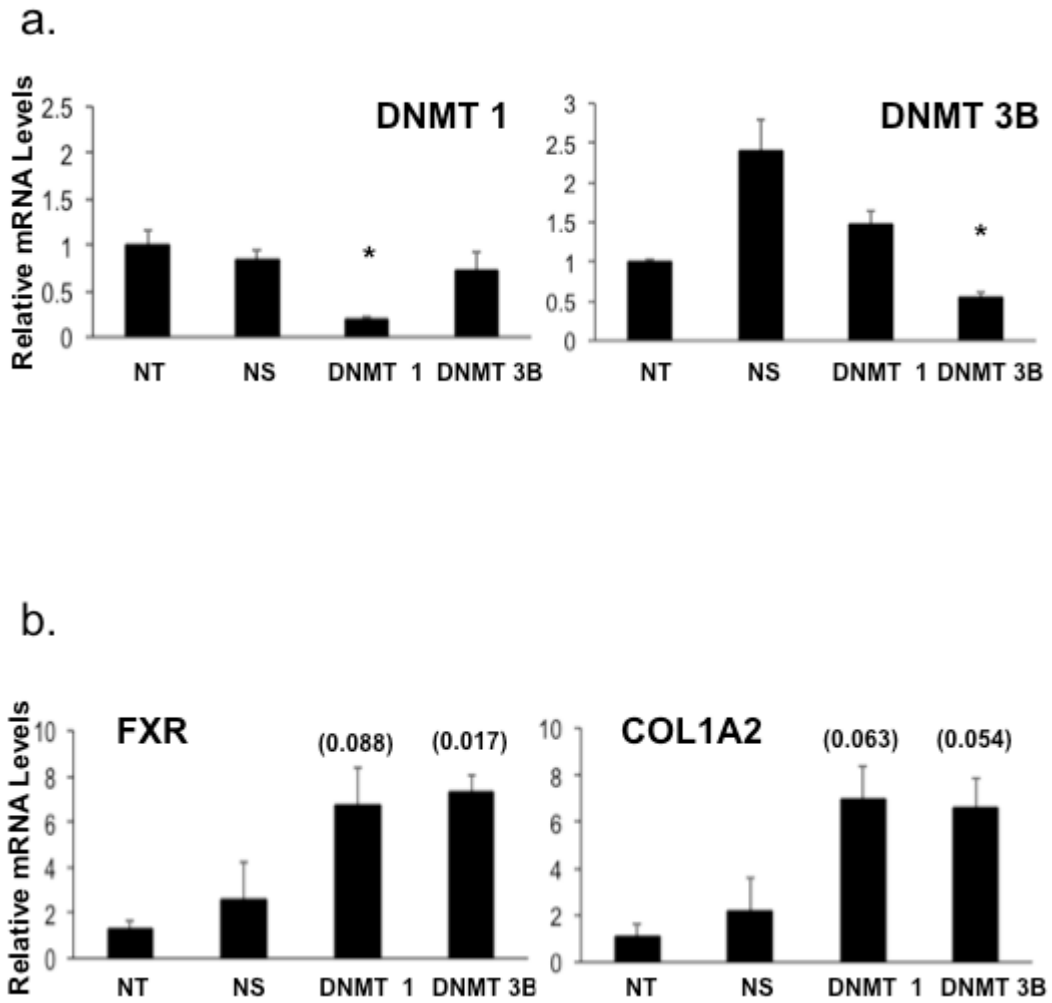 a.
Relative mRNA Levels
DNMT 1
2.5
2
1.5
1
0.5
0
*
NT NS DNMT 1 DNMT 3B
DNMT 3B
3
2.5
2
1.5
1
0.5
0
*
NT NS DNMT 1 DNMT 3B
b.
Relative mRNA Levels
FXR
10
8
6
4
2
0
(0.088) (0.017)
NT NS DNMT 1 DNMT 3B
COL1A2
10
8
6
4
2
0
(0.063) (0.054)
NT NS DNMT 1 DNMT 3B